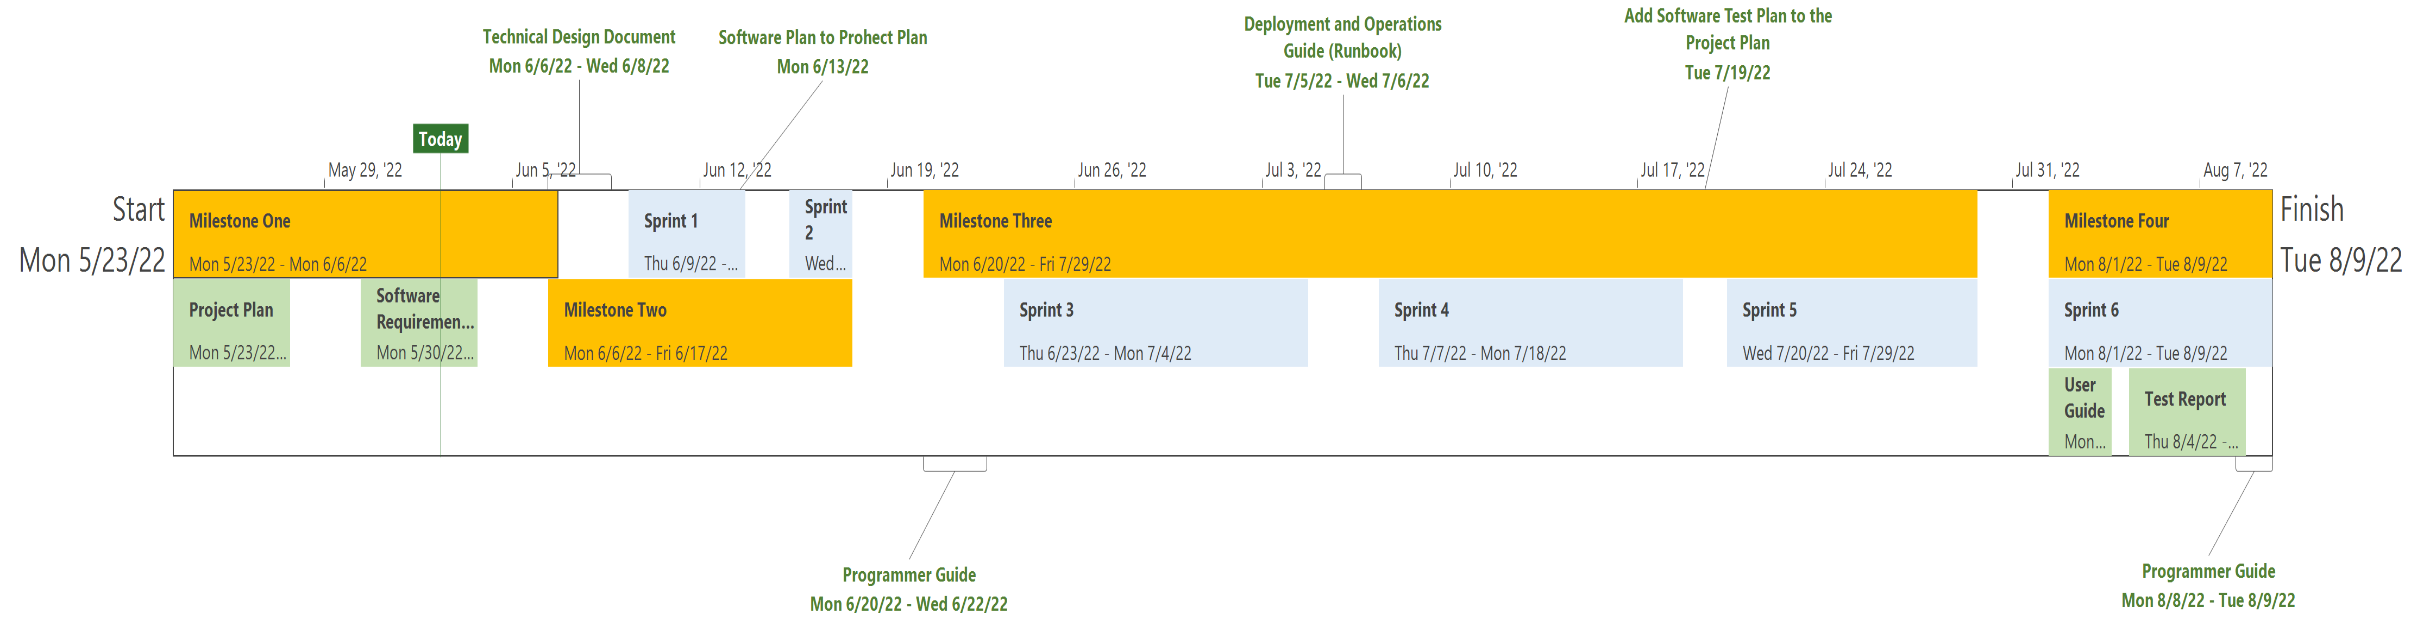 Technical Design Document
Mon 6/6/22 - Wed 6/8/22
Software Plan to Prohect Plan
Mon 6/13/22
Deployment and Operations
Guide (Runbook)
Tue 7/5/22 - Wed 7/6/22
Add Software Test Plan to the
Project Plan
Tue 7/19/22
Today
May 29, '22
Jun 5, '22
Jun 12, '22
Jun 19, '22
Jun 26, '22
Jul 3, '22
Jul 10, '22
Jul 17, '22
Jul 24, '22
Jul 31, '22
Aug 7, '22
Start
Mon 5/23/22
Milestone One
Mon 5/23/22 - Mon 6/6/22
Sprint 1
Thu 6/9/22 -...
Sprint
2
Wed...
Milestone Three
Mon 6/20/22 - Fri 7/29/22
Milestone Four
Mon 8/1/22 - Tue 8/9/22
Finish
Tue 8/9/22
Project Plan
Mon 5/23/22...
Software
Requiremen...
Mon 5/30/22...
Milestone Two
Mon 6/6/22 - Fri 6/17/22
Sprint 3
Thu 6/23/22 - Mon 7/4/22
Sprint 4
Thu 7/7/22 - Mon 7/18/22
Sprint 5
Wed 7/20/22 - Fri 7/29/22
Sprint 6
Mon 8/1/22 - Tue 8/9/22
User
Guide
Mon...
Test Report
Thu 8/4/22 -...
Programmer Guide
Mon 6/20/22 - Wed 6/22/22
Programmer Guide
Mon 8/8/22 - Tue 8/9/22